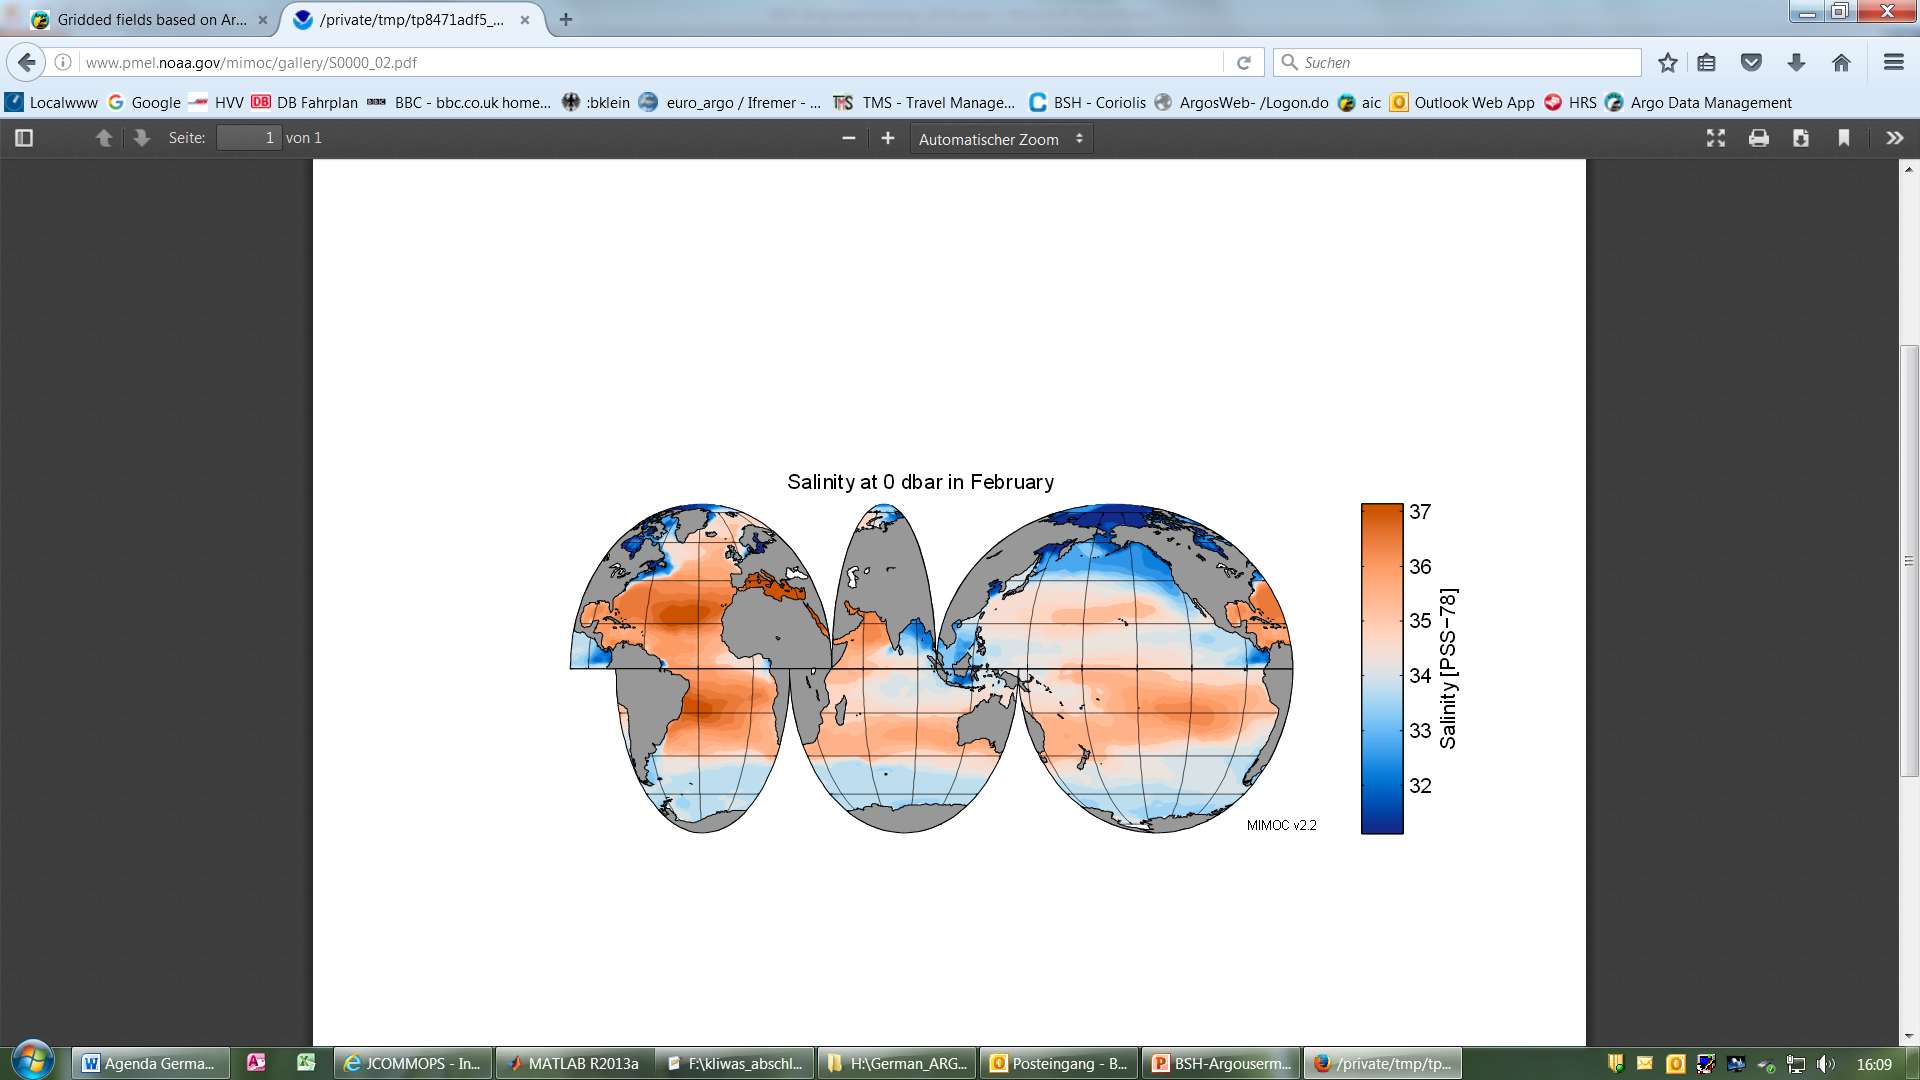 Gridded fields based on Ar...
/private/tmp/tp8471adf5_...
www.pmel.noaa.gov/mimoc/gallery/S0000_02.pdf
Suchen
Localwww Google HVV DB Fahrplan BBC - bbc.co.uk home... :bklein euro_argo / Ifremer - ... TMS - Travel Manage... BSH - Coriolis ArgosWeb- /Logon.do aic Outlook Web App HRS Argo Data Management
Seite: 1 von 1 Automatischer Zoom
Salinity at 0 dbar in February
37
36
35
34
33
32
Salinity [PSS-78]
MIMOC v2.2
Agenda Germa... JCOMMOPS - In... MATLAB R2013a F:\kliwas_abschl... H:\German_ARG... Posteingang - B... BSH-Argouserm... /private/tmp/tp... 16:09